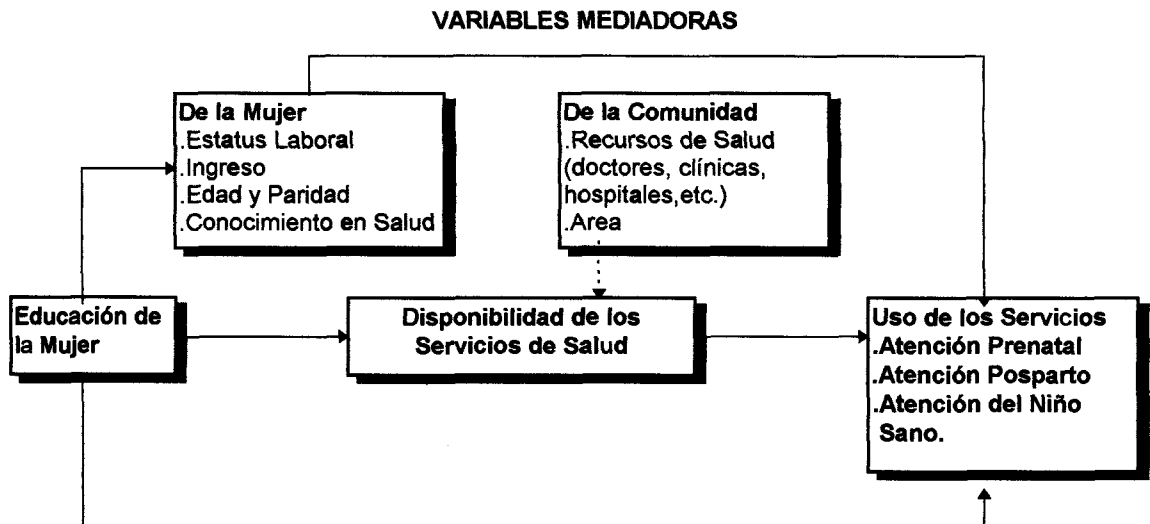 VARIABLES MEDIADORAS
De la Mujer
.Estatus Laboral
.Ingreso
.Edad y Paridad
.Conocimiento en Salud
De la Comunidad
.Recursos de Salud
(doctores, clínicas,
hospitales,etc.)
.Area
Educación de
la Mujer
Disponibilidad de los
Servicios de Salud
Uso de los Servicios
.Atención Prenatal
.Atención Posparto
.Atención del Niño
Sano.